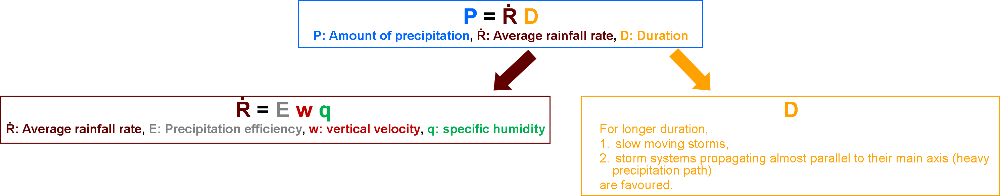 P = Ṙ D
P: Amount of precipitation, Ṙ: Average rainfall rate, D: Duration
Ṙ = E w q
Ṙ: Average rainfall rate, E: Precipitation efficiency, w: vertical velocity, q: specific humidity
D
For longer duration,
1. slow moving storms,
2. storm systems propagating almost parallel to their main axis (heavy
precipitation path)
are favoured.